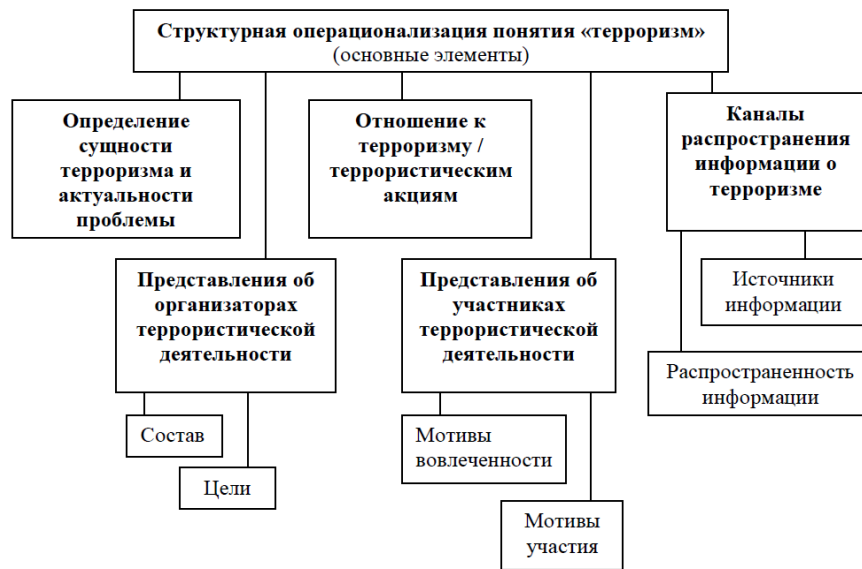 Структурная операционализация понятия «терроризм»
(основные элементы)
Определение
сущности
терроризма и
актуальности
проблемы
Отношение к
терроризму /
террористическим
акциям
Каналы
распространения
информации о
терроризме
Представления об
организаторах
террористической
деятельности
Представления об
участниках
террористической
деятельности
Источники
информации
Распространенность
информации
Состав
Цели
Мотивы
вовлеченности
Мотивы
участия